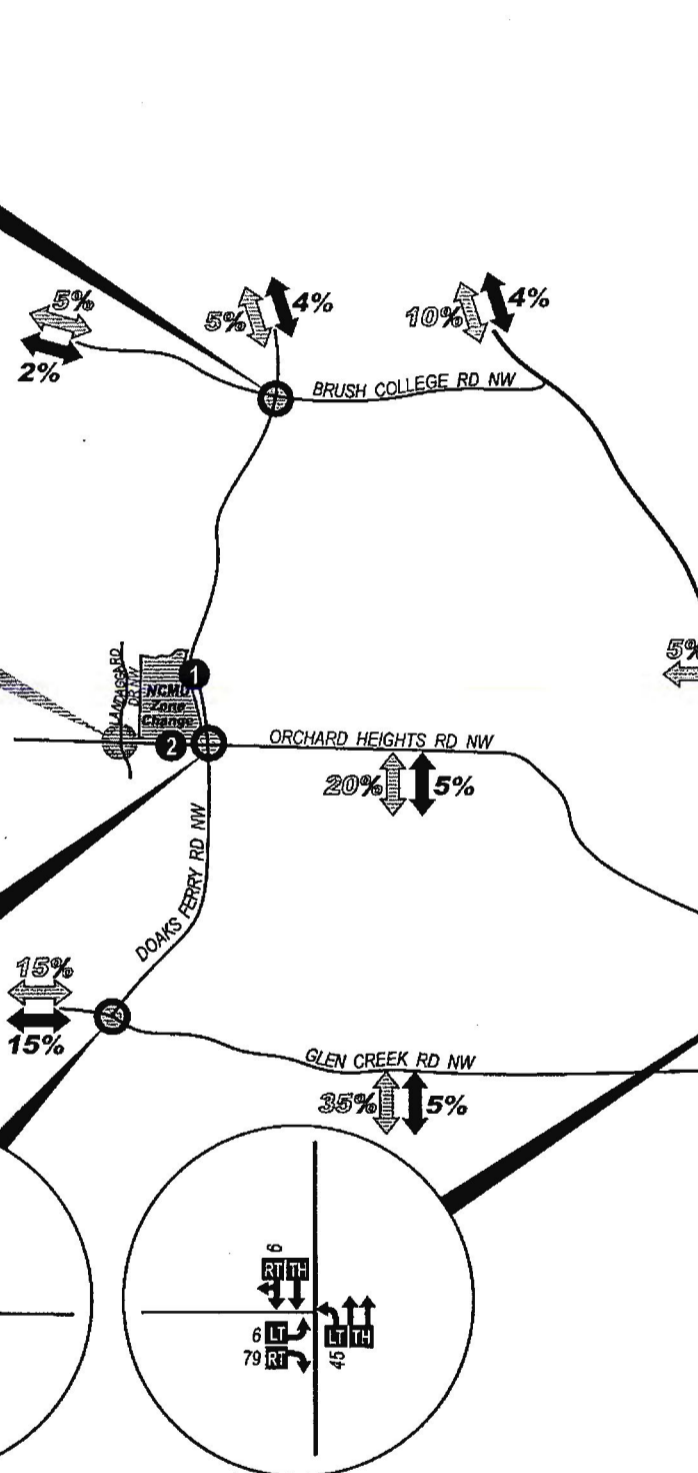 5%
5%
4%
10%
4%
2%
BRUSH COLLEGE RD NW
LANDAGGARD
DR NW
1
NCMU
Zone
Change
5%
2
ORCHARD HEIGHTS RD NW
20%
5%
DOAKS FERRY RD NW
15%
15%
GLEN CREEK RD NW
35%
5%
6
RT TH
6 LT
79 RT
LT TH
45